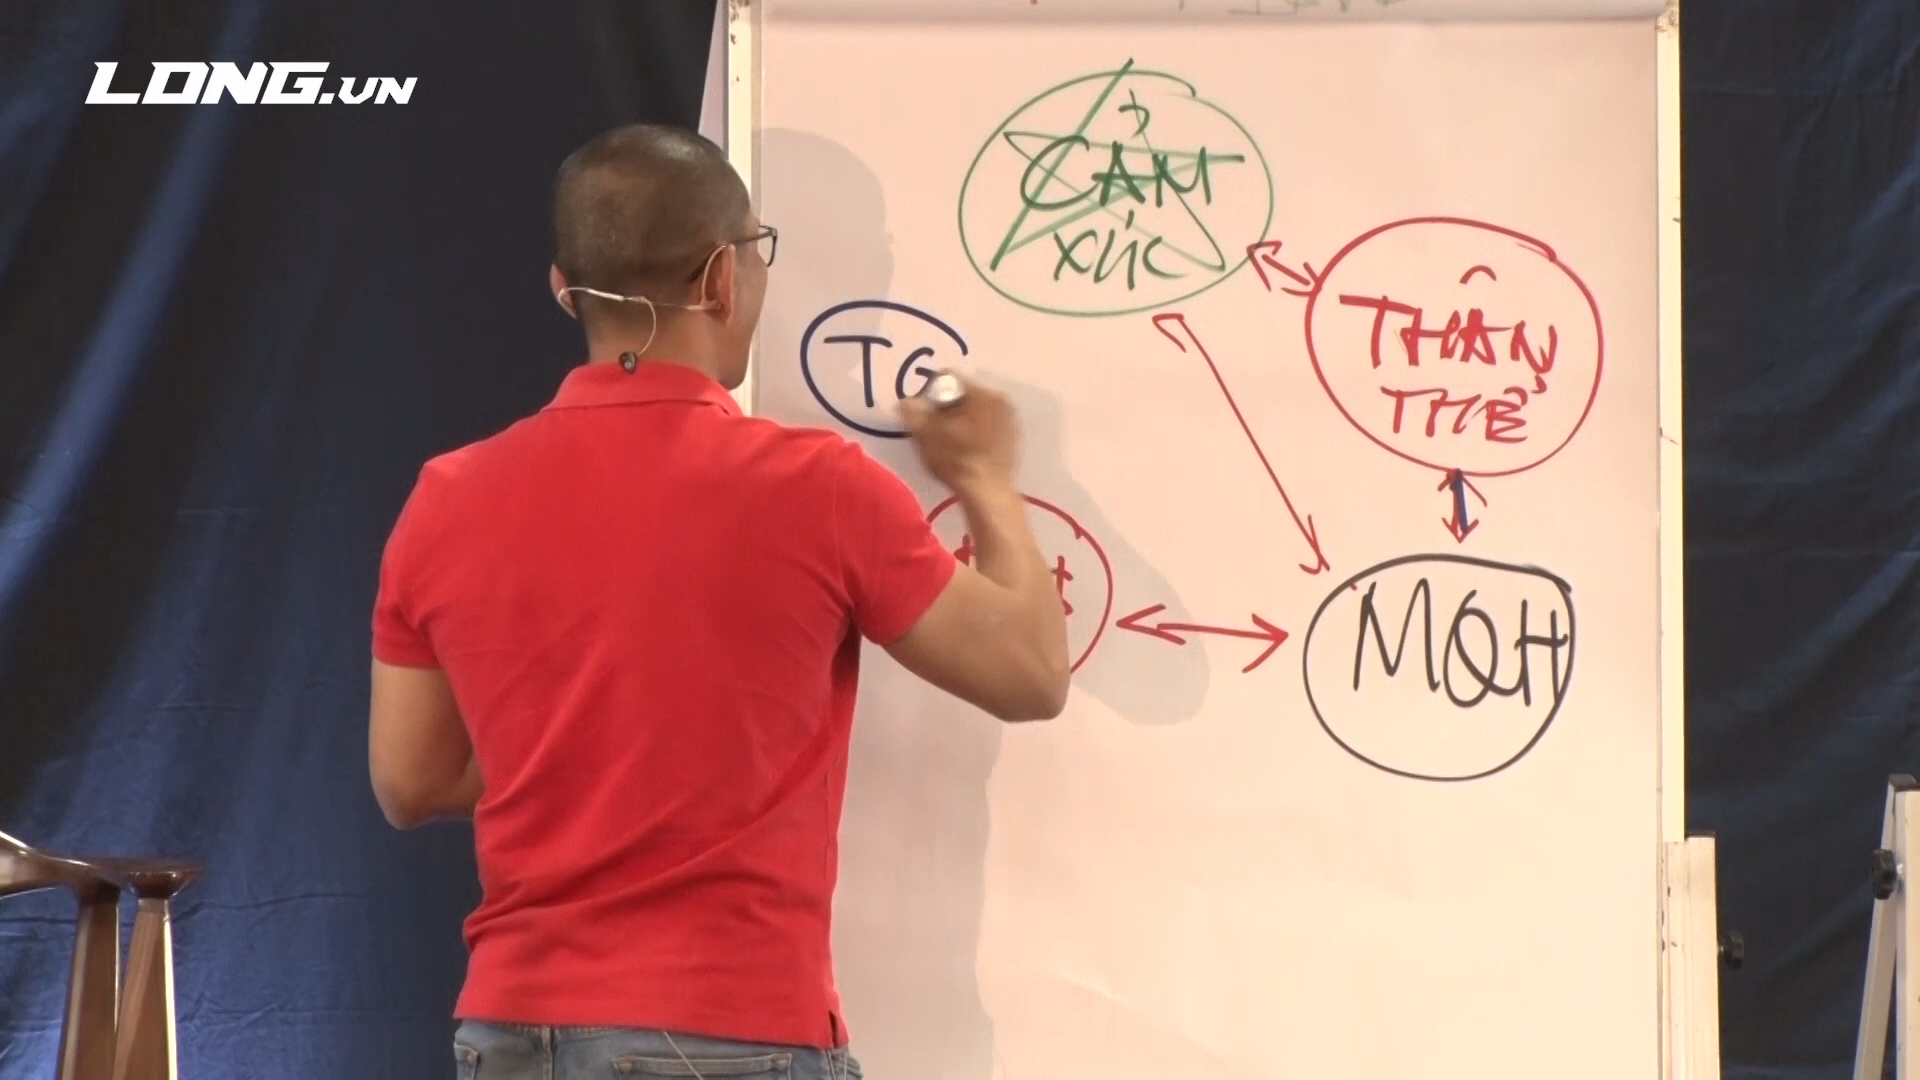 LONG.VN
CẢM
XÚC
THÂN
THỂ
TG
MQH